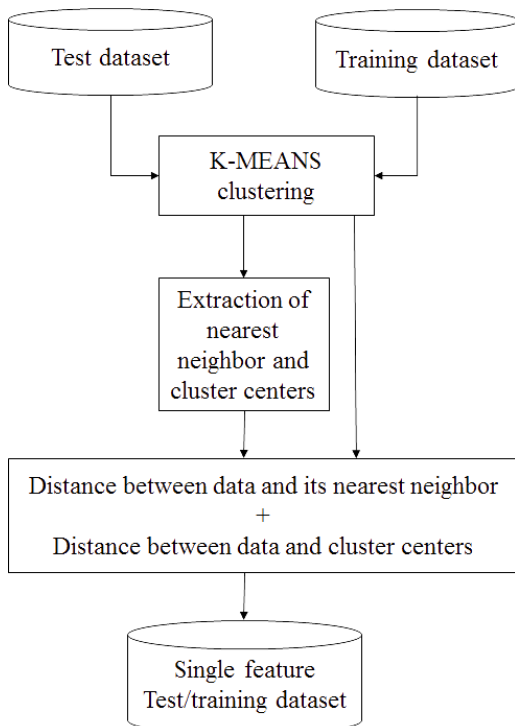 Test dataset
Training dataset
K-MEANS
clustering
Extraction of
nearest
neighbor and
cluster centers
Distance between data and its nearest neighbor
+
Distance between data and cluster centers
Single feature
Test/training dataset